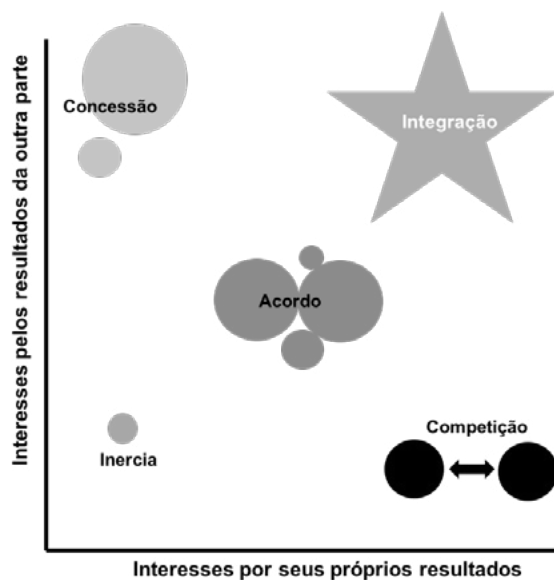 Interesses pelos resultados da outra parte
Concessão
Integração
Acordo
Competição
Inercia
Interesses por seus próprios resultados